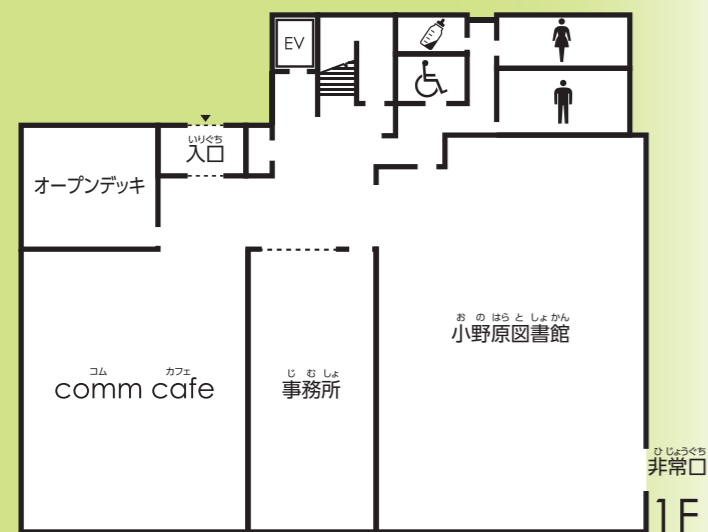 EV
いりぐち
入口
オープンデッキ
お の はら と しょ かん
小野原図書館
コム カフェ
comm cafe
じ む しょ
事務所
ひ じょうぐち
非常口
1F